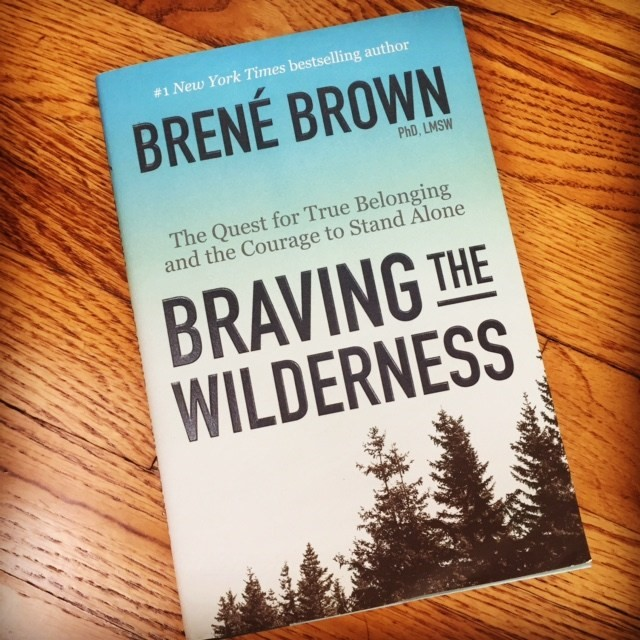 #1 New York Times bestselling author
BRENÉ BROWN
PhD, LMSW
The Quest for True Belonging
and the Courage to Stand Alone
BRAVING THE
WILDERNESS